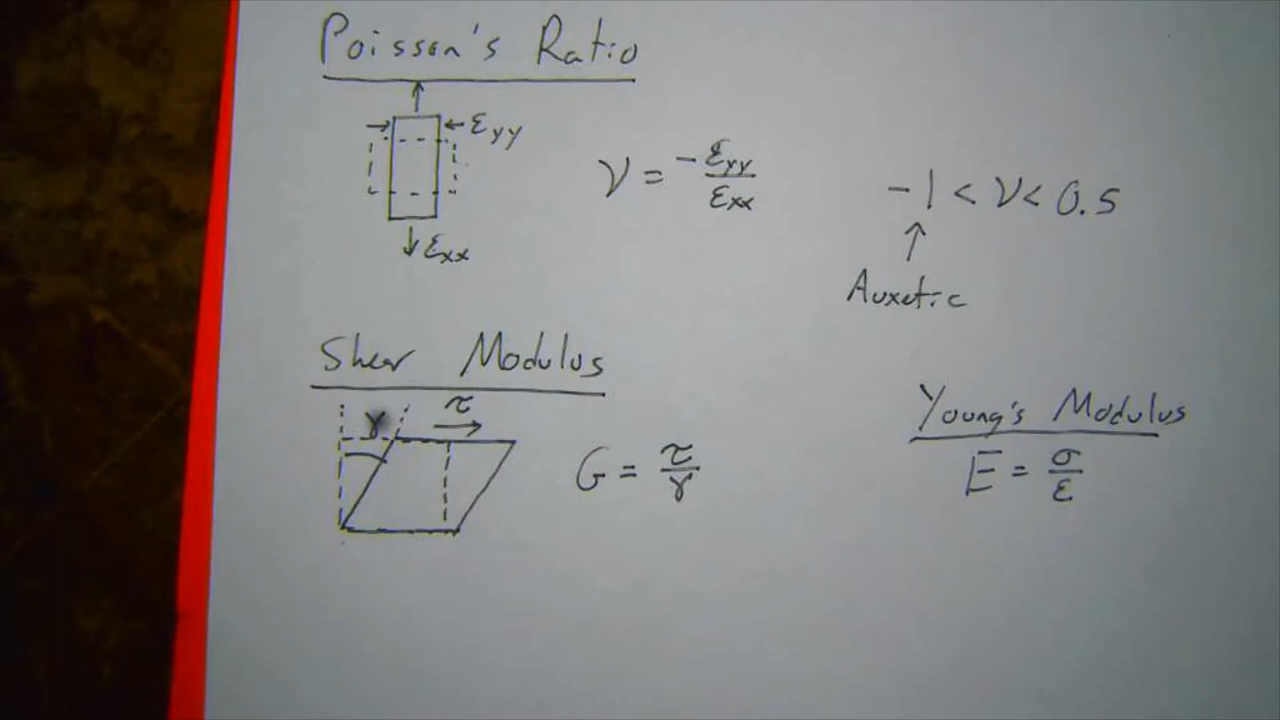 Poisson's Ratio
εyy
ν = -εyy/εxx
-1 < ν < 0.5
εxx
Auxetic
Shear Modulus
τ
γ
Young's Modulus
G = τ/γ
E = σ/ε